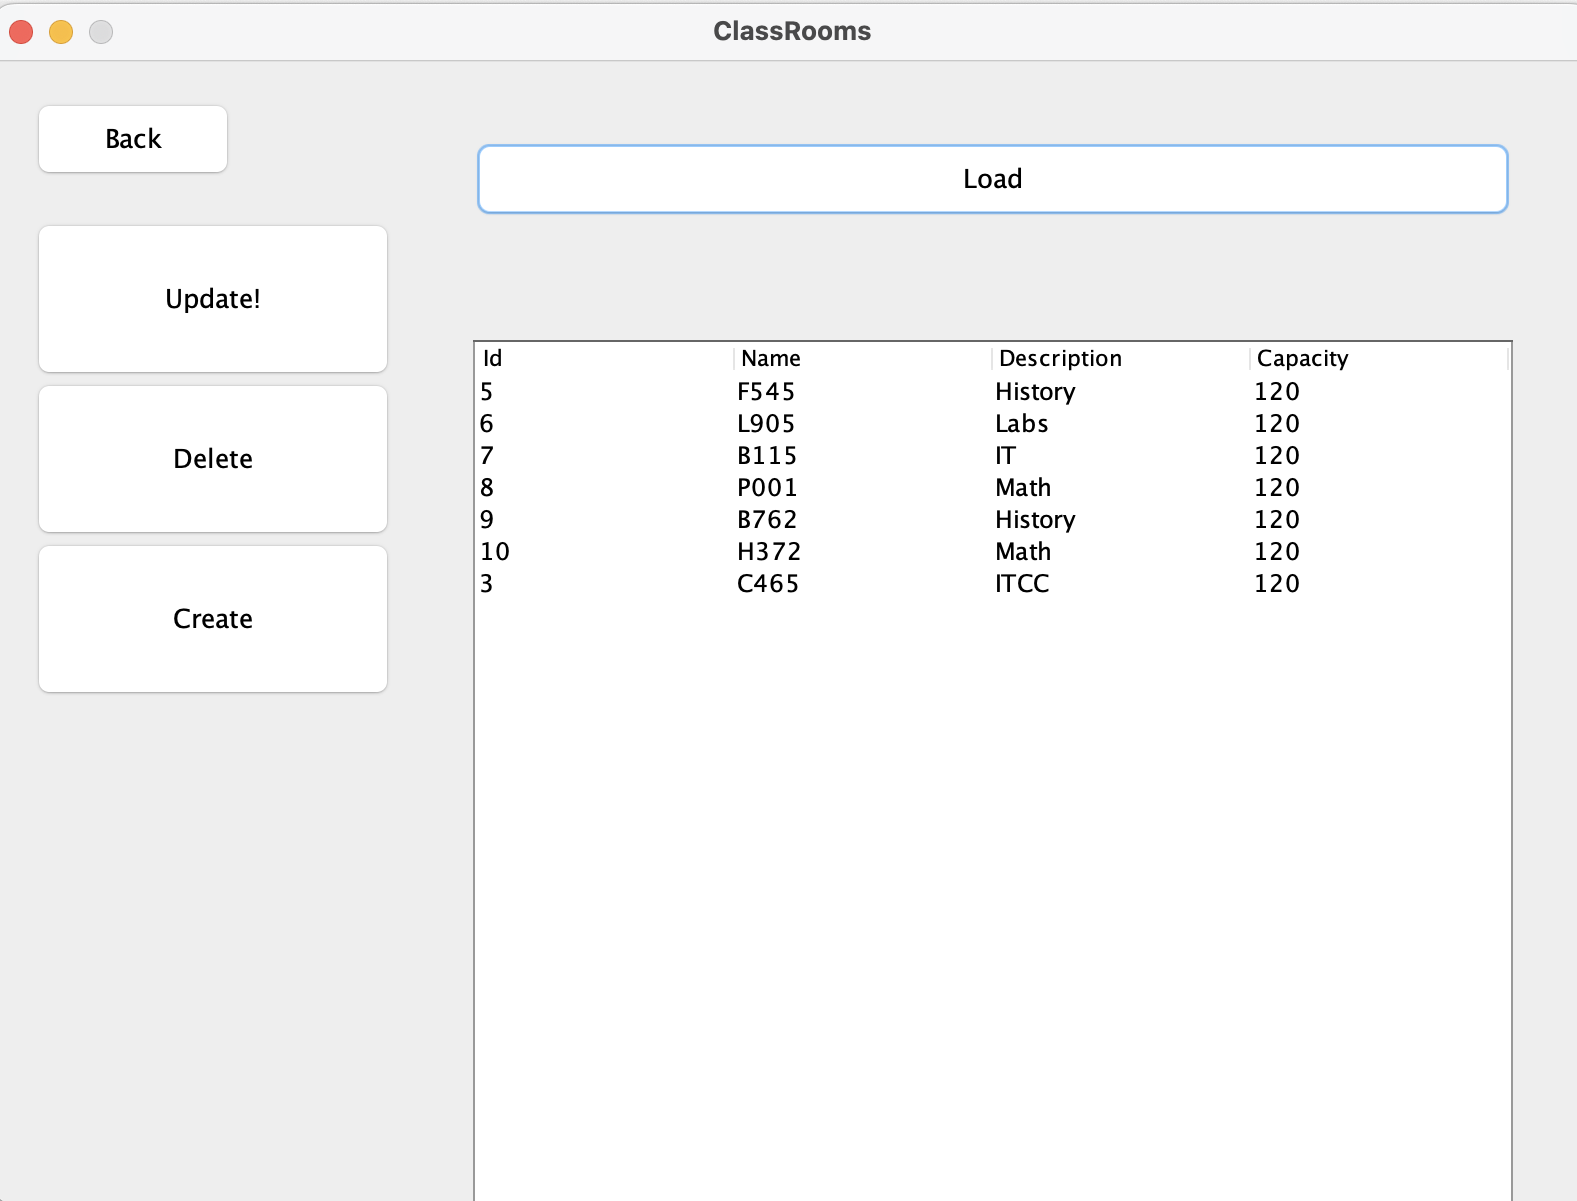 ClassRooms
Back
Load
Update!
Delete
Create
Id Name Description Capacity
5 F545 History 120
6 L905 Labs 120
7 B115 IT 120
8 P001 Math 120
9 B762 History 120
10 H372 Math 120
3 C465 ITCC 120